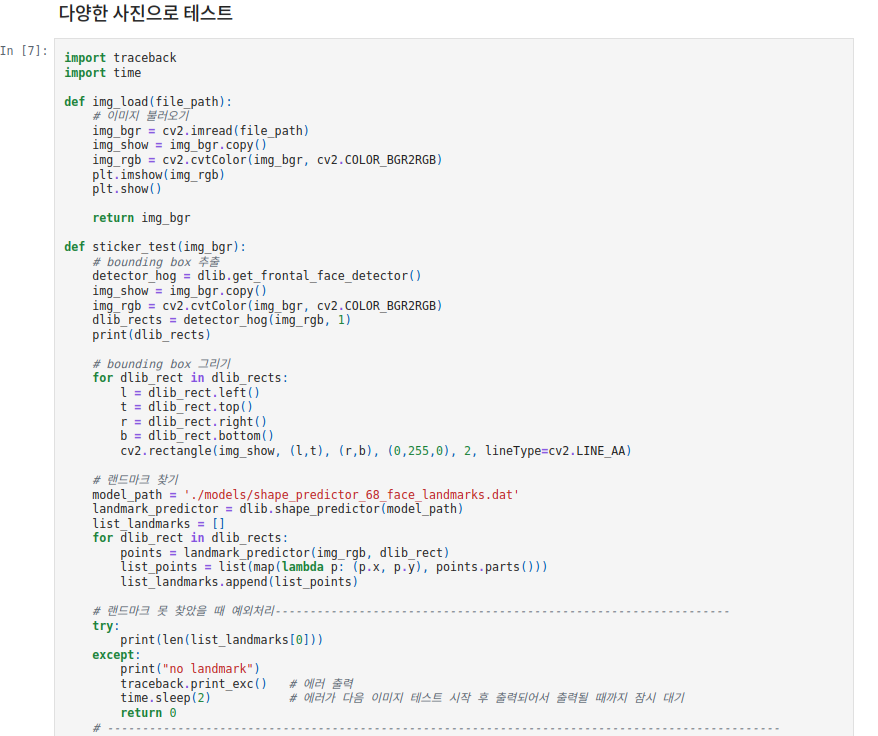 다양한 사진으로 테스트
In [7]:
import traceback
import time
def img_load(file_path):
# 이미지 불러오기
img_bgr = cv2.imread(file_path)
img_show = img_bgr.copy()
img_rgb = cv2.cvtColor(img_bgr, cv2.COLOR_BGR2RGB)
plt.imshow(img_rgb)
plt.show()
return img_bgr
def sticker_test(img_bgr):
# bounding box 추출
detector_hog = dlib.get_frontal_face_detector()
img_show = img_bgr.copy()
img_rgb = cv2.cvtColor(img_bgr, cv2.COLOR_BGR2RGB)
dlib_rects = detector_hog(img_rgb, 1)
print(dlib_rects)
# bounding box 그리기
for dlib_rect in dlib_rects:
l = dlib_rect.left()
t = dlib_rect.top()
r = dlib_rect.right()
b = dlib_rect.bottom()
cv2.rectangle(img_show, (l,t), (r,b), (0,255,0), 2, lineType=cv2.LINE_AA)
# 랜드마크 찾기
model_path = './models/shape_predictor_68_face_landmarks.dat'
landmark_predictor = dlib.shape_predictor(model_path)
list_landmarks = []
for dlib_rect in dlib_rects:
points = landmark_predictor(img_rgb, dlib_rect)
list_points = list(map(lambda p: (p.x, p.y), points.parts()))
list_landmarks.append(list_points)
# 랜드마크 못 찾았을 때 예외처리-----------------------------------------------------------------
try:
print(len(list_landmarks[0]))
except:
print("no landmark")
traceback.print_exc()   # 에러 출력
time.sleep(2)           # 에러가 다음 이미지 테스트 시작 후 출력되어서 출력될 때까지 잠시 대기
return 0
# ------------------------------------------------------------------------------------------------